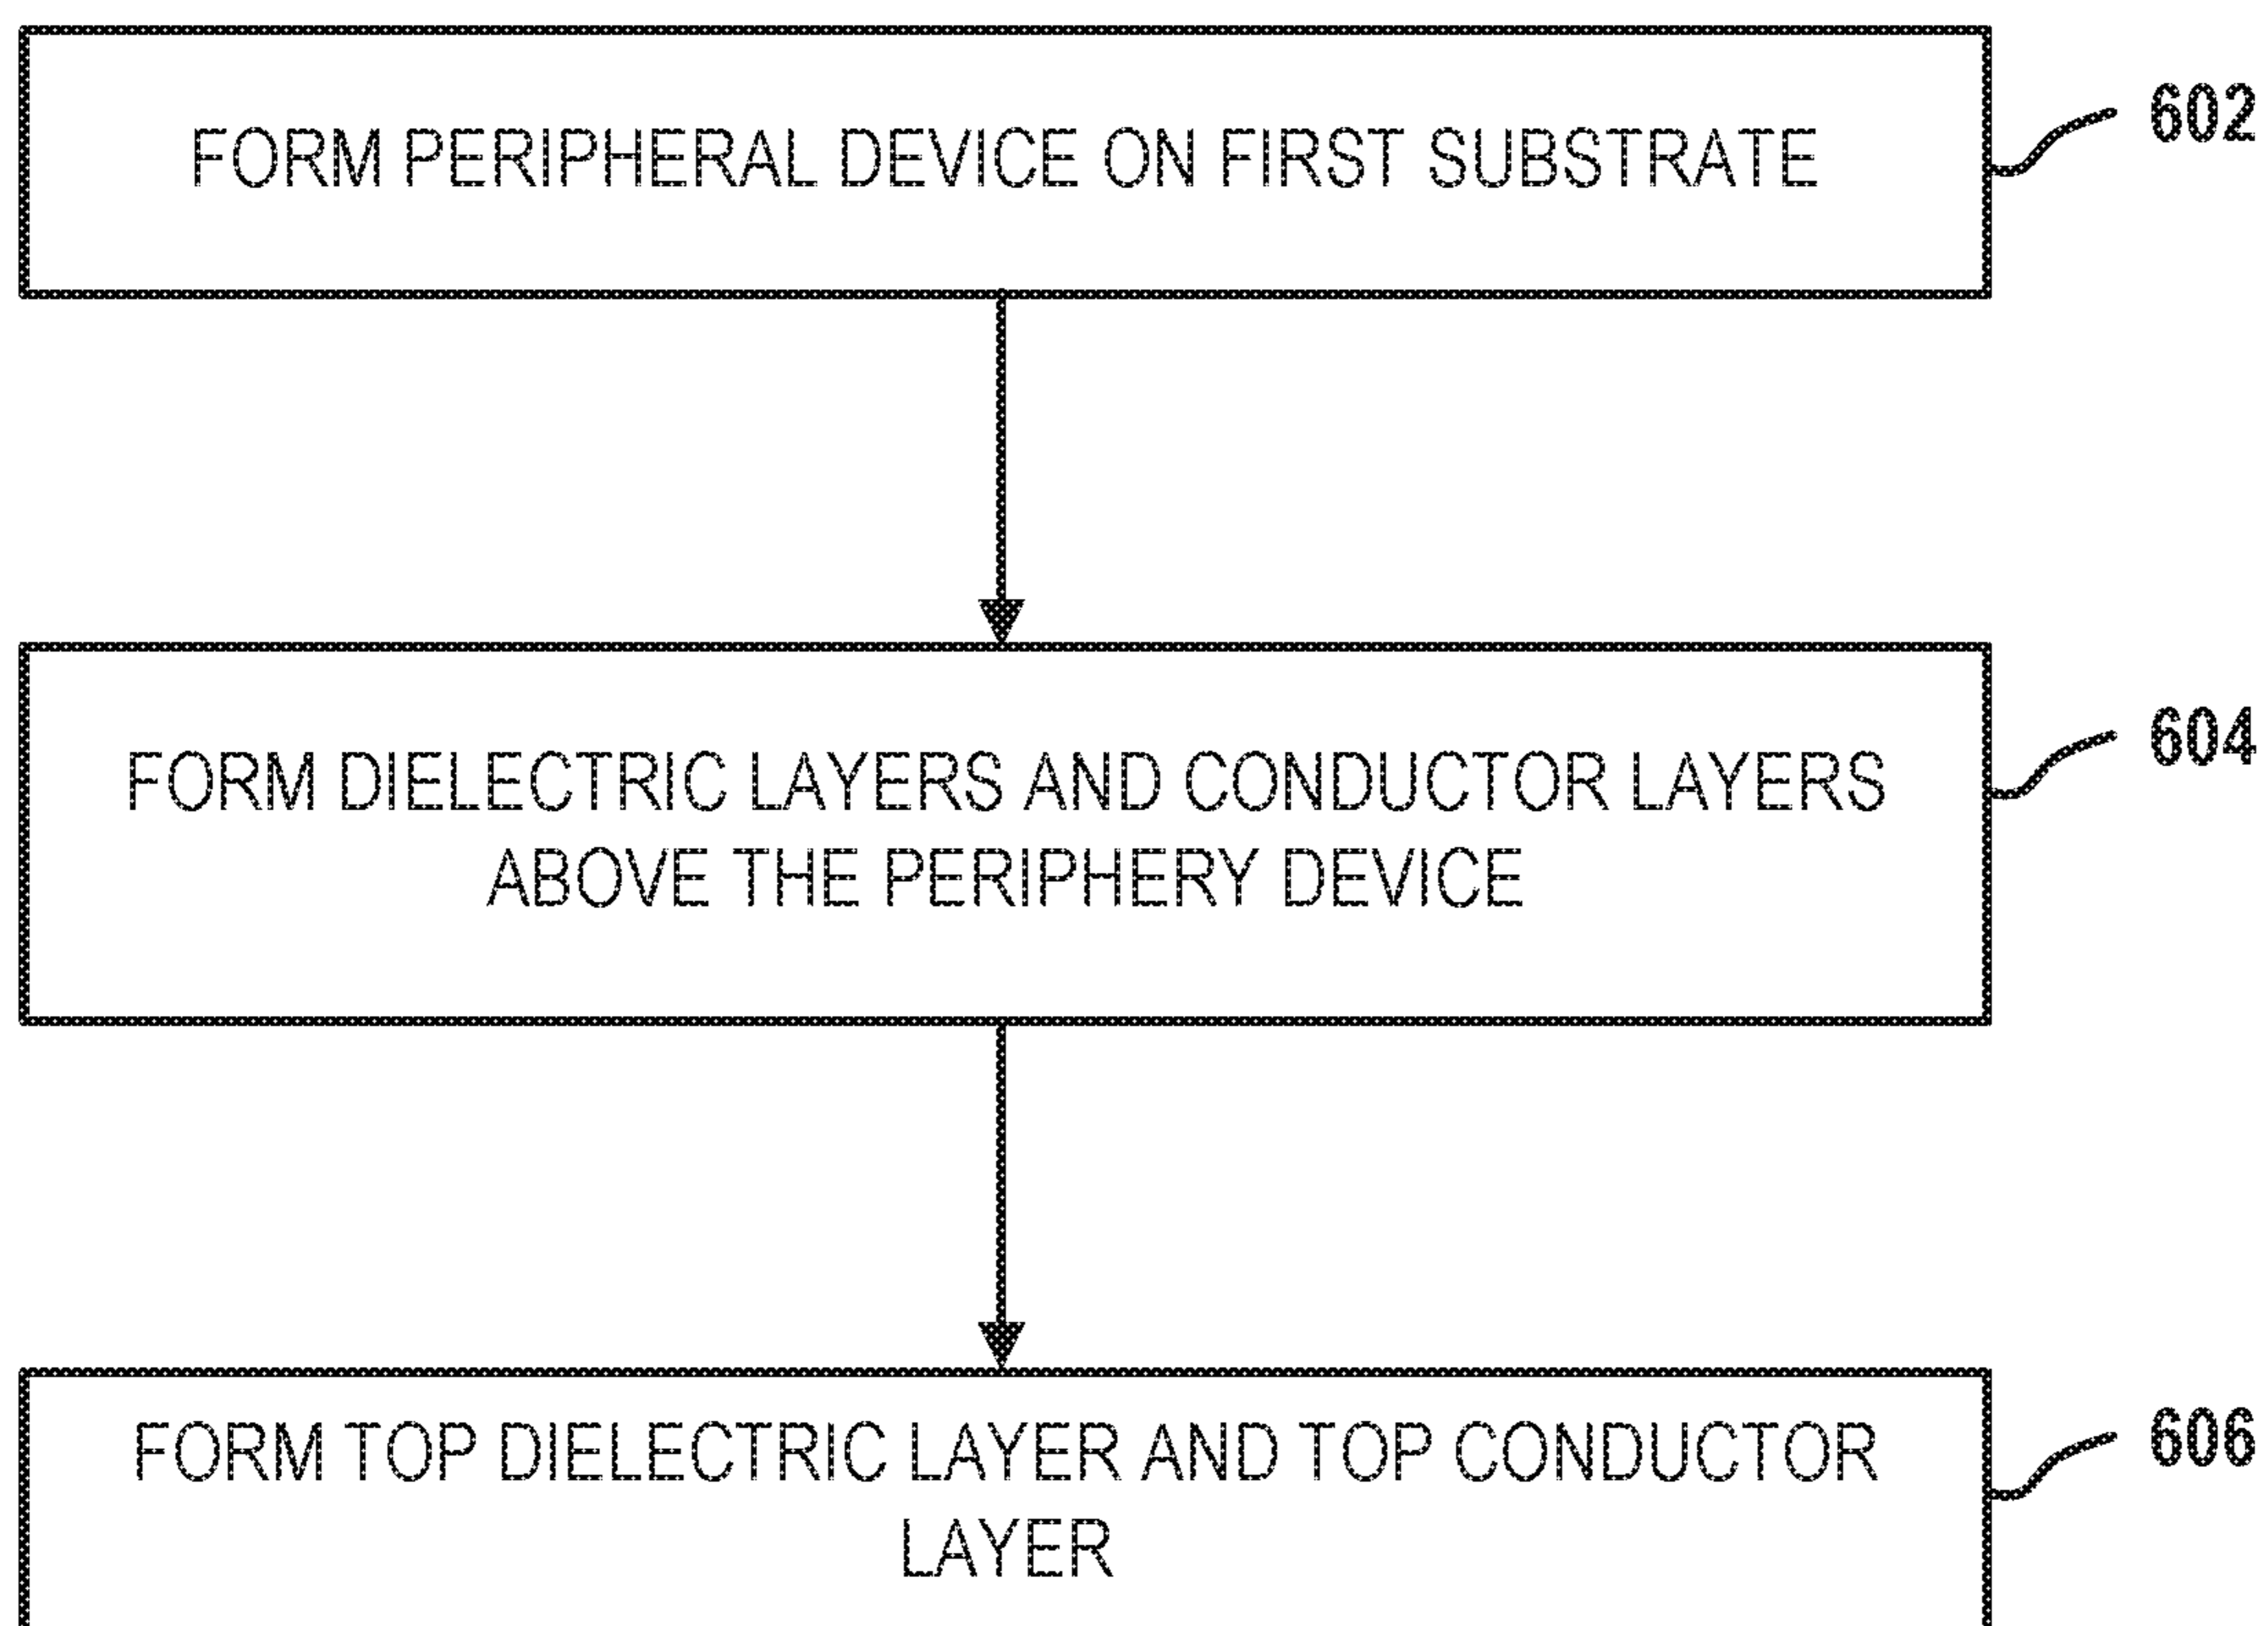 FORM PERIPHERAL DEVICE ON FIRST SUBSTRATE
602
FORM DIELECTRIC LAYERS AND CONDUCTOR LAYERS
ABOVE THE PERIPHERY DEVICE
604
FORM TOP DIELECTRIC LAYER AND TOP CONDUCTOR
LAYER
606